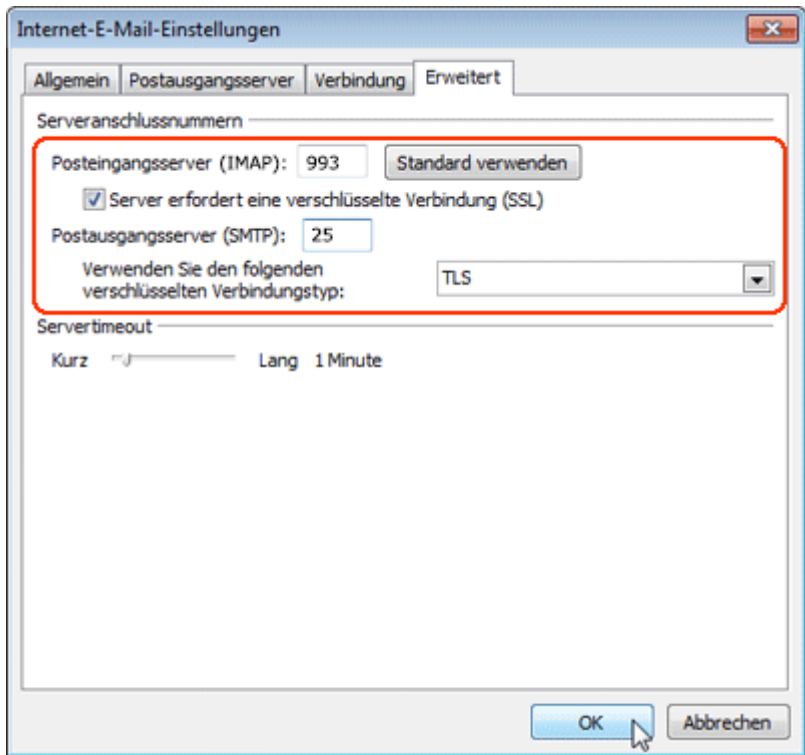 Internet-E-Mail-Einstellungen
Allgemein Postausgangsserver Verbindung Erweitert
Serveranschlussnummern
Posteingangsserver (IMAP): 993 Standard verwenden
Server erfordert eine verschlüsselte Verbindung (SSL)
Postausgangsserver (SMTP): 25
Verwenden Sie den folgenden
verschlüsselten Verbindungstyp: TLS
Servertimeout
Kurz Lang 1 Minute
OK Abbrechen